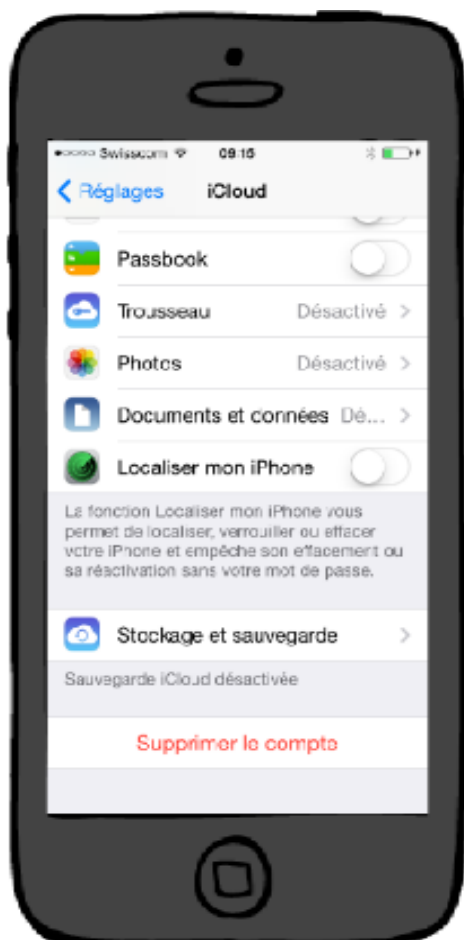 Swisscom 09:15
Réglages iCloud
Passbook
Trousseau Désactivé
Photos Désactivé
Documents et données Dé...
Localiser mon iPhone
La fonction Localiser mon iPhone vous
permet de localiser, verrouiller ou effacer
votre iPhone et empêche son effacement ou
sa réactivation sans votre mot de passe.
Stockage et sauvegarde
Sauvegarde iCloud désactivée
Supprimer le compte